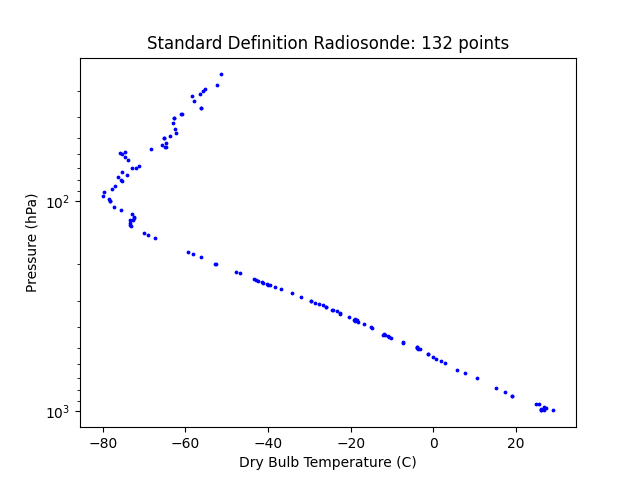 Standard Definition Radiosonde: 132 points
Pressure (hPa)
10²
10³
−80 −60 −40 −20 0 20
Dry Bulb Temperature (C)